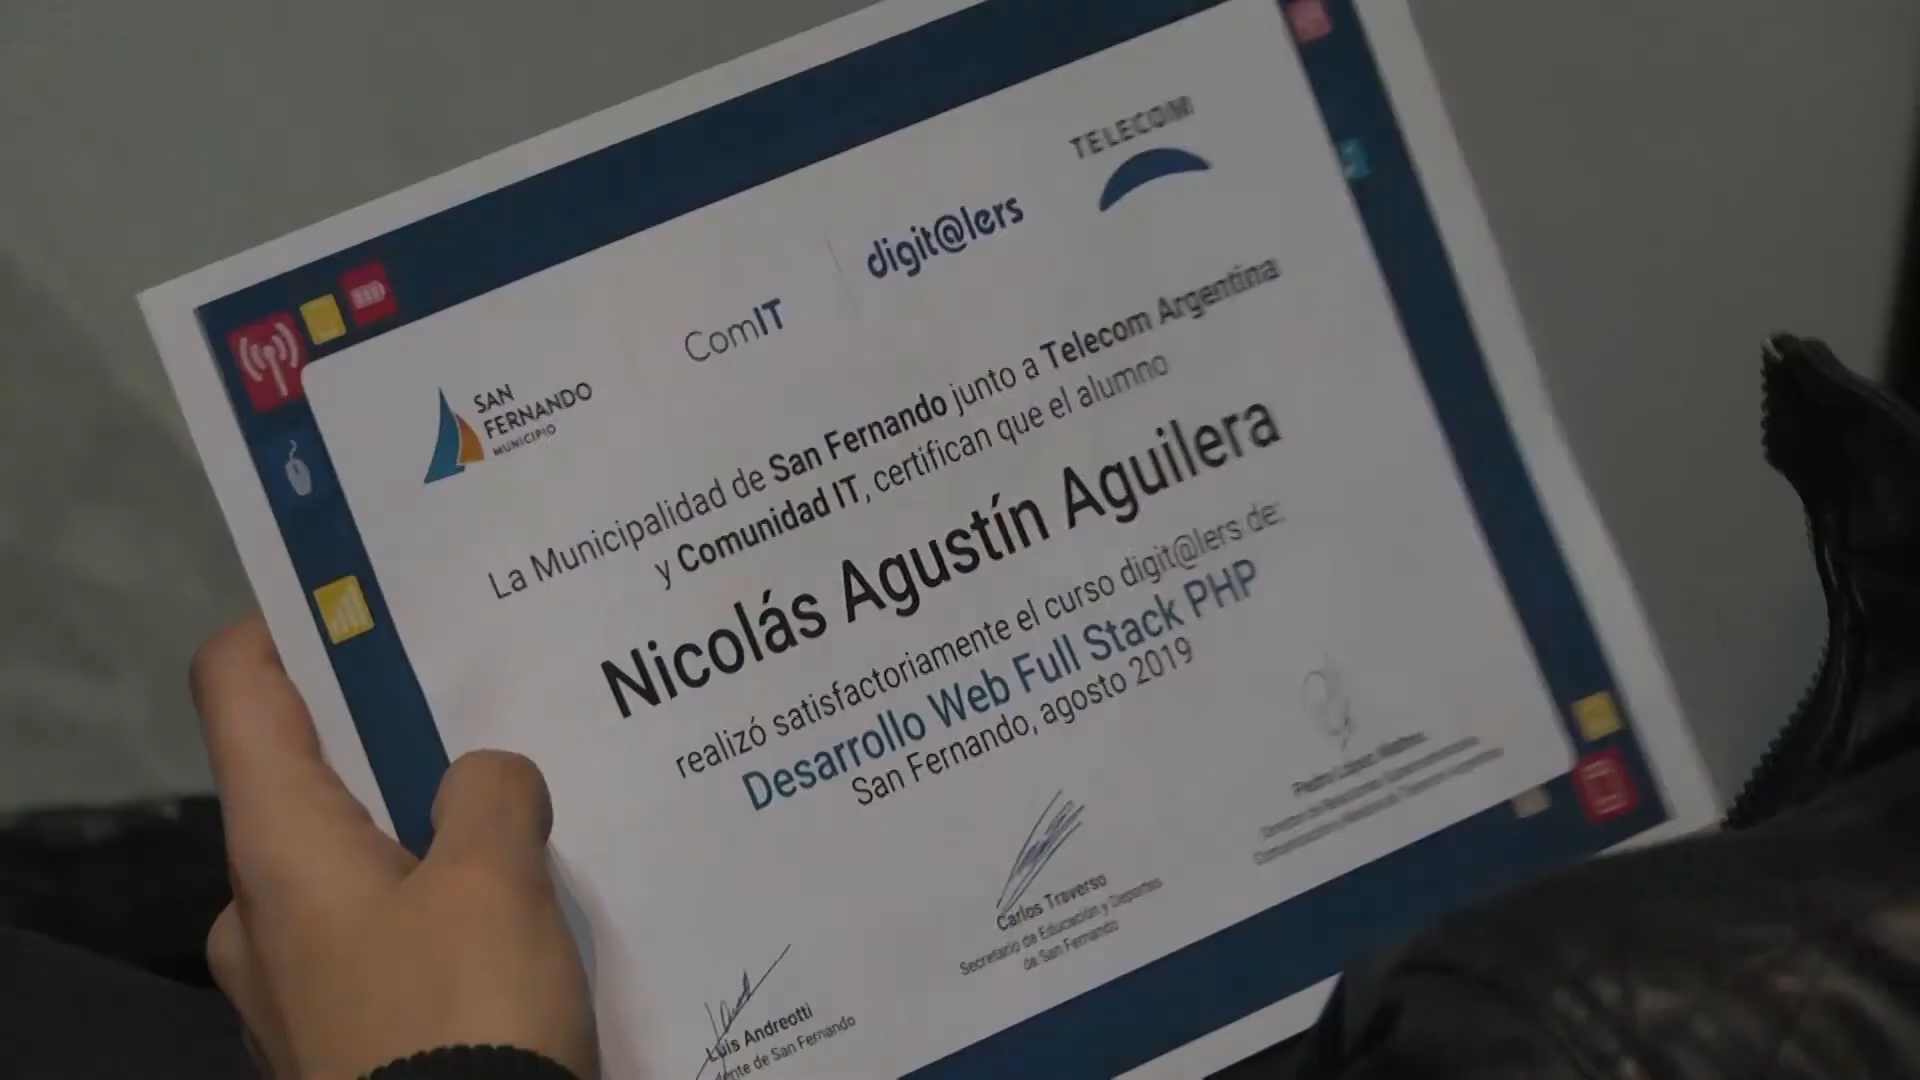 TELECOM
digit@lers
ComIT
SAN
FERNANDO
MUNICIPIO
La Municipalidad de San Fernando junto a Telecom Argentina
y Comunidad IT, certifican que el alumno
Nicolás Agustín Aguilera
realizó satisfactoriamente el curso digit@lers de:
Desarrollo Web Full Stack PHP
San Fernando, agosto 2019
Carlos Traverso
Secretario de Educación y Deportes
de San Fernando
Luis Andreotti
de San Fernando